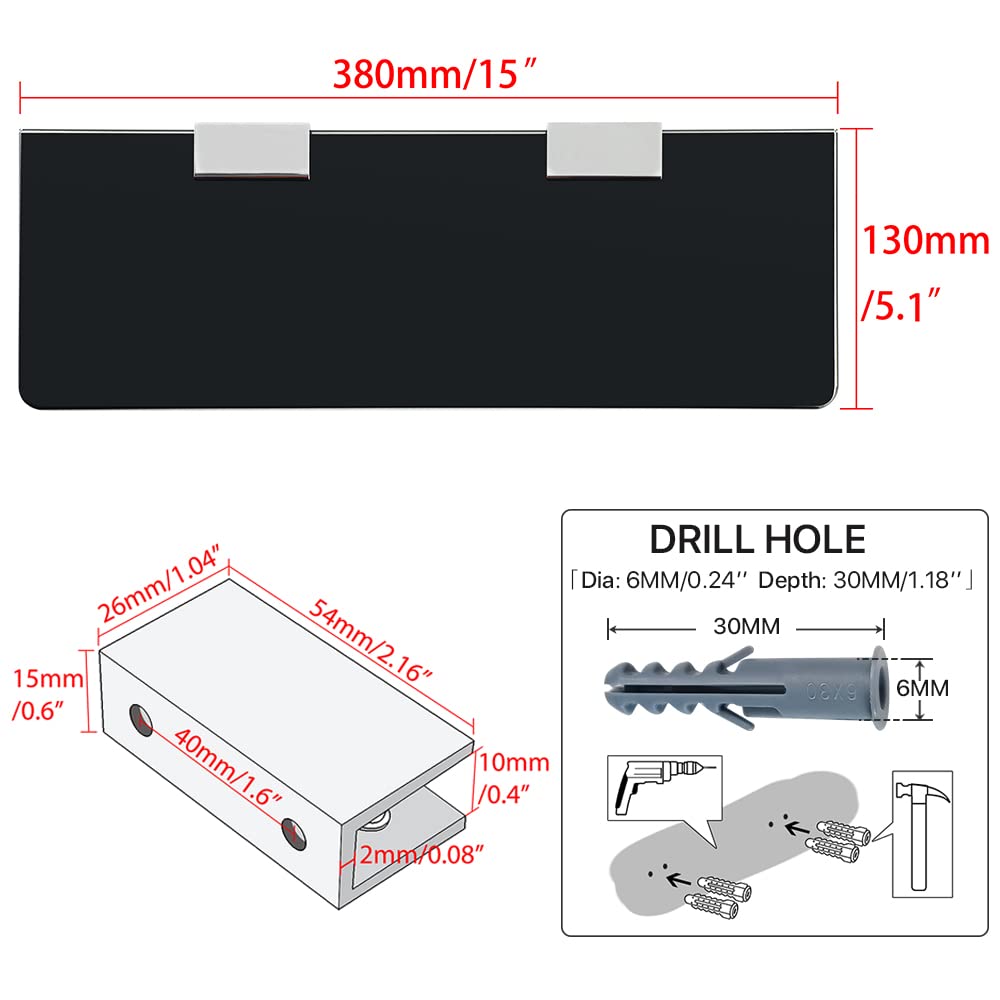 380mm/15″
130mm
/5.1″
26mm/1.04″
54mm/2.16″
15mm
/0.6″
40mm/1.6″
10mm
/0.4″
2mm/0.08″
DRILL HOLE
「Dia: 6MM/0.24′′ Depth: 30MM/1.18′′」
30MM
6X30
6MM